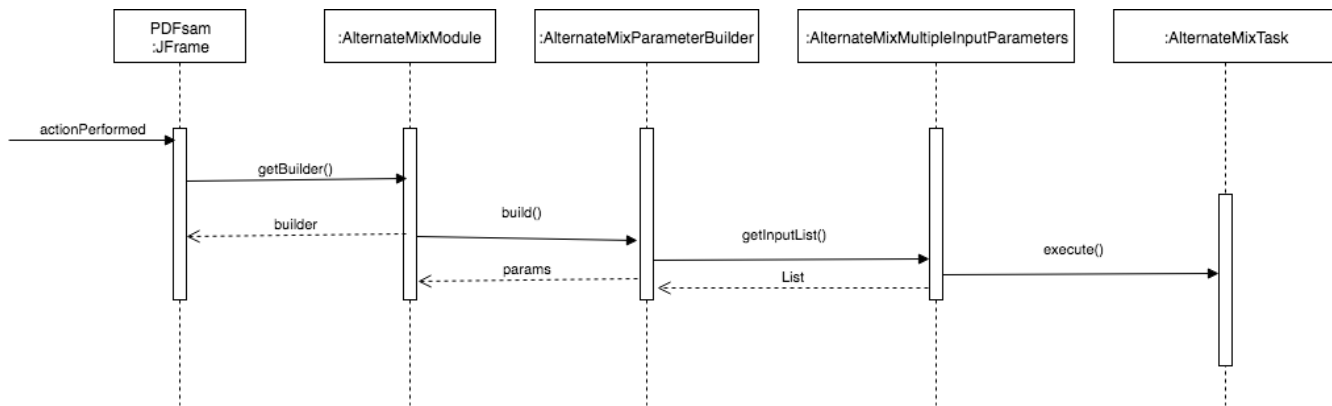 PDFsam
:JFrame
:AlternateMixModule
:AlternateMixParameterBuilder
:AlternateMixMultipleInputParameters
:AlternateMixTask
actionPerformed
getBuilder()
builder
build()
getInputList()
execute()
params
List